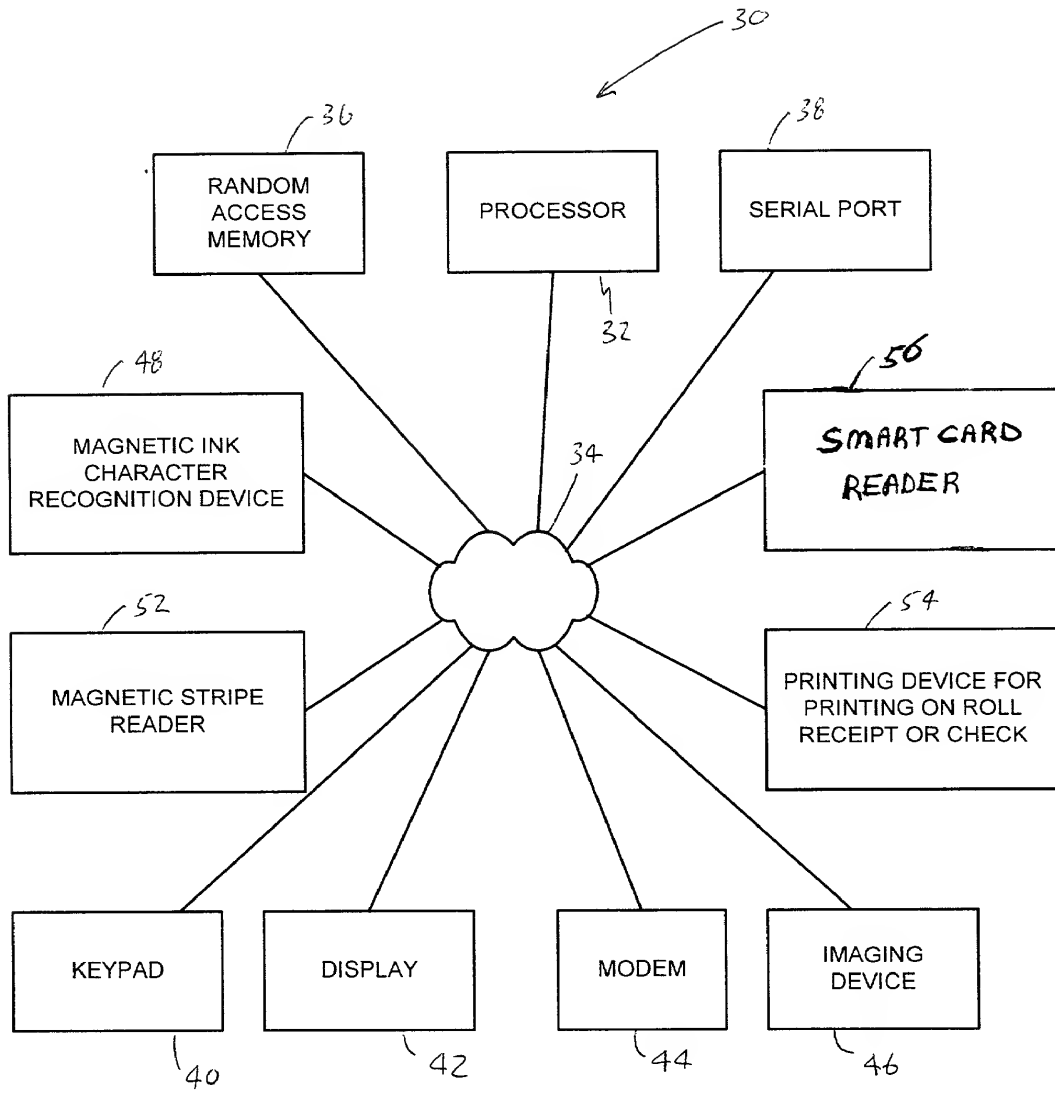 30
36
38
RANDOM
ACCESS
MEMORY
PROCESSOR
SERIAL PORT
32
48
56
MAGNETIC INK
CHARACTER
RECOGNITION DEVICE
34
SMART CARD
READER
52
54
MAGNETIC STRIPE
READER
PRINTING DEVICE FOR
PRINTING ON ROLL
RECEIPT OR CHECK
KEYPAD
DISPLAY
MODEM
IMAGING
DEVICE
40
42
44
46